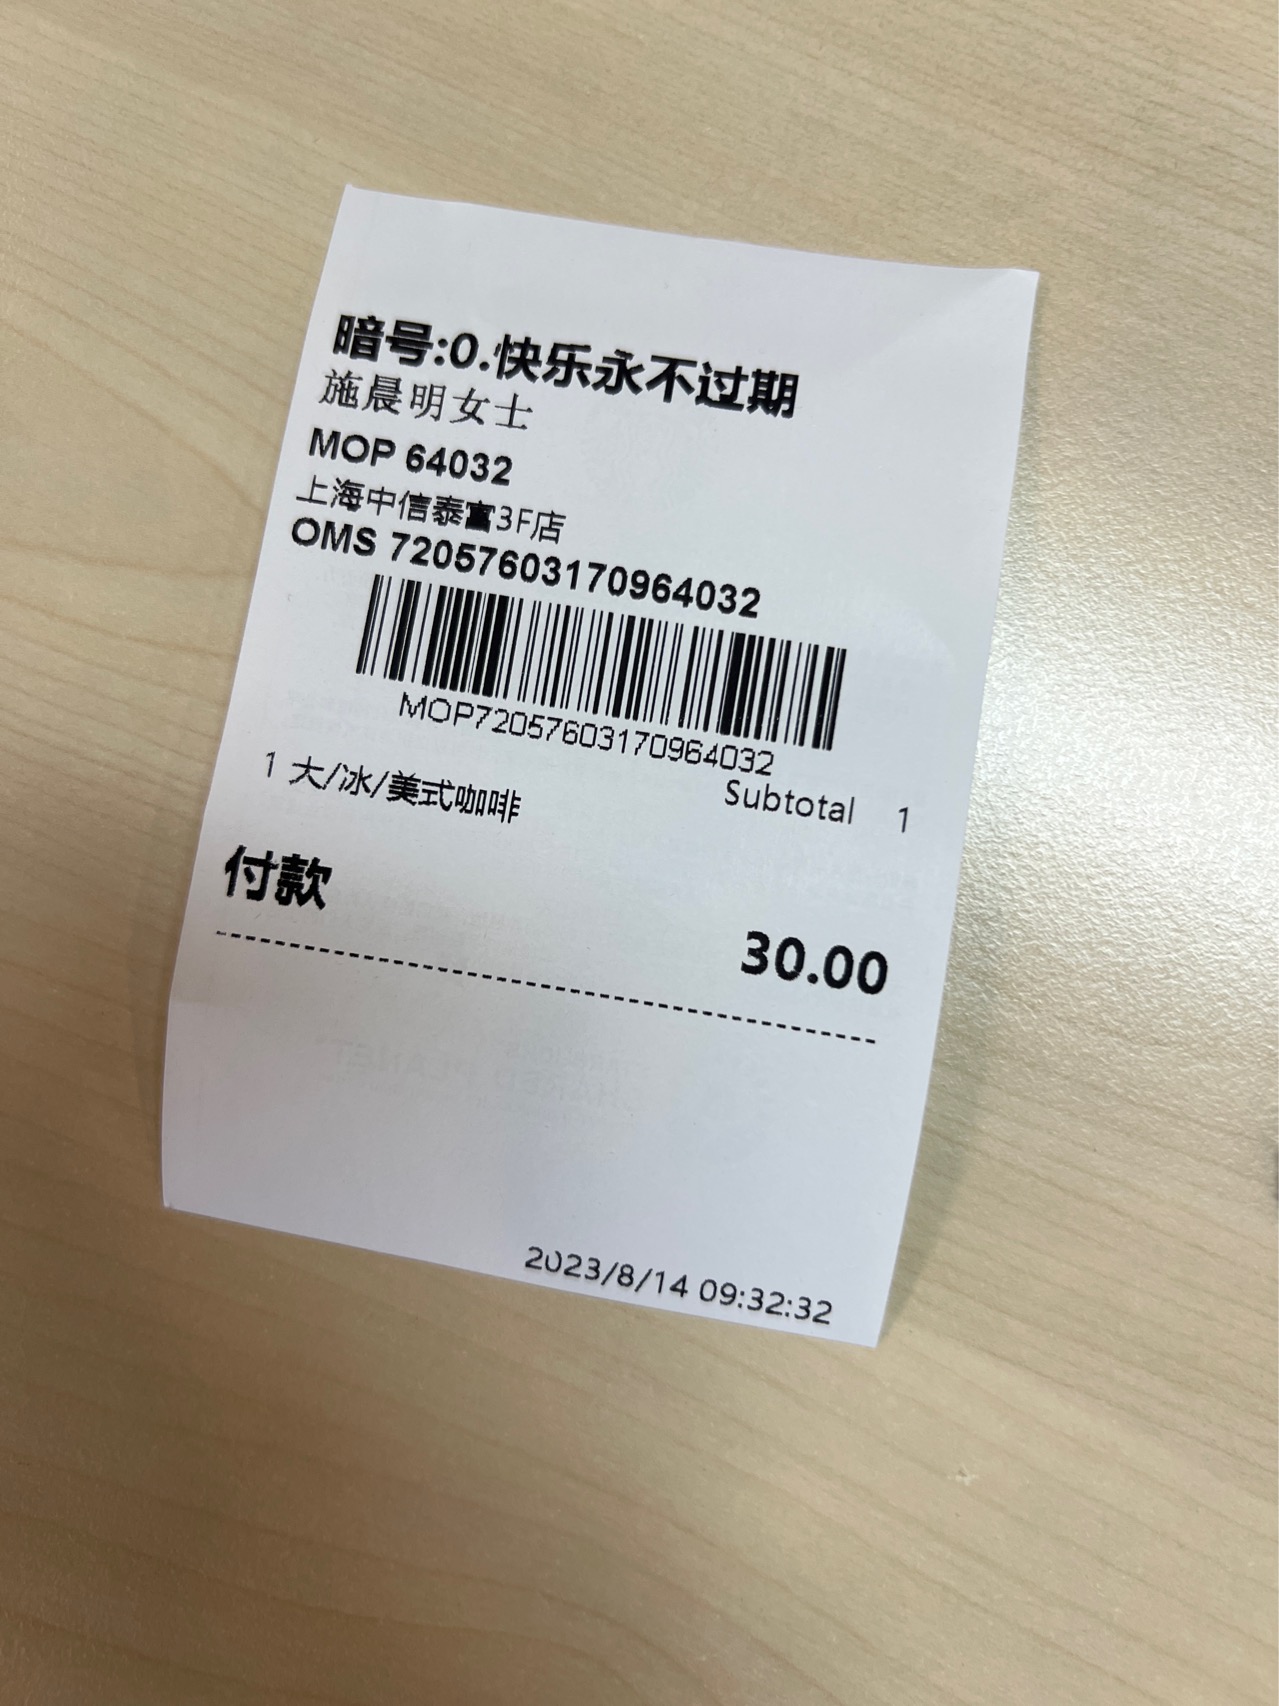 暗号:0.快乐永不过期
施晨明女士
MOP 64032
上海中信泰富3F店
OMS 72057603170964032
MOP72057603170964032
1 大/冰/美式咖啡
Subtotal 1
付款
30.00
2023/8/14 09:32:32